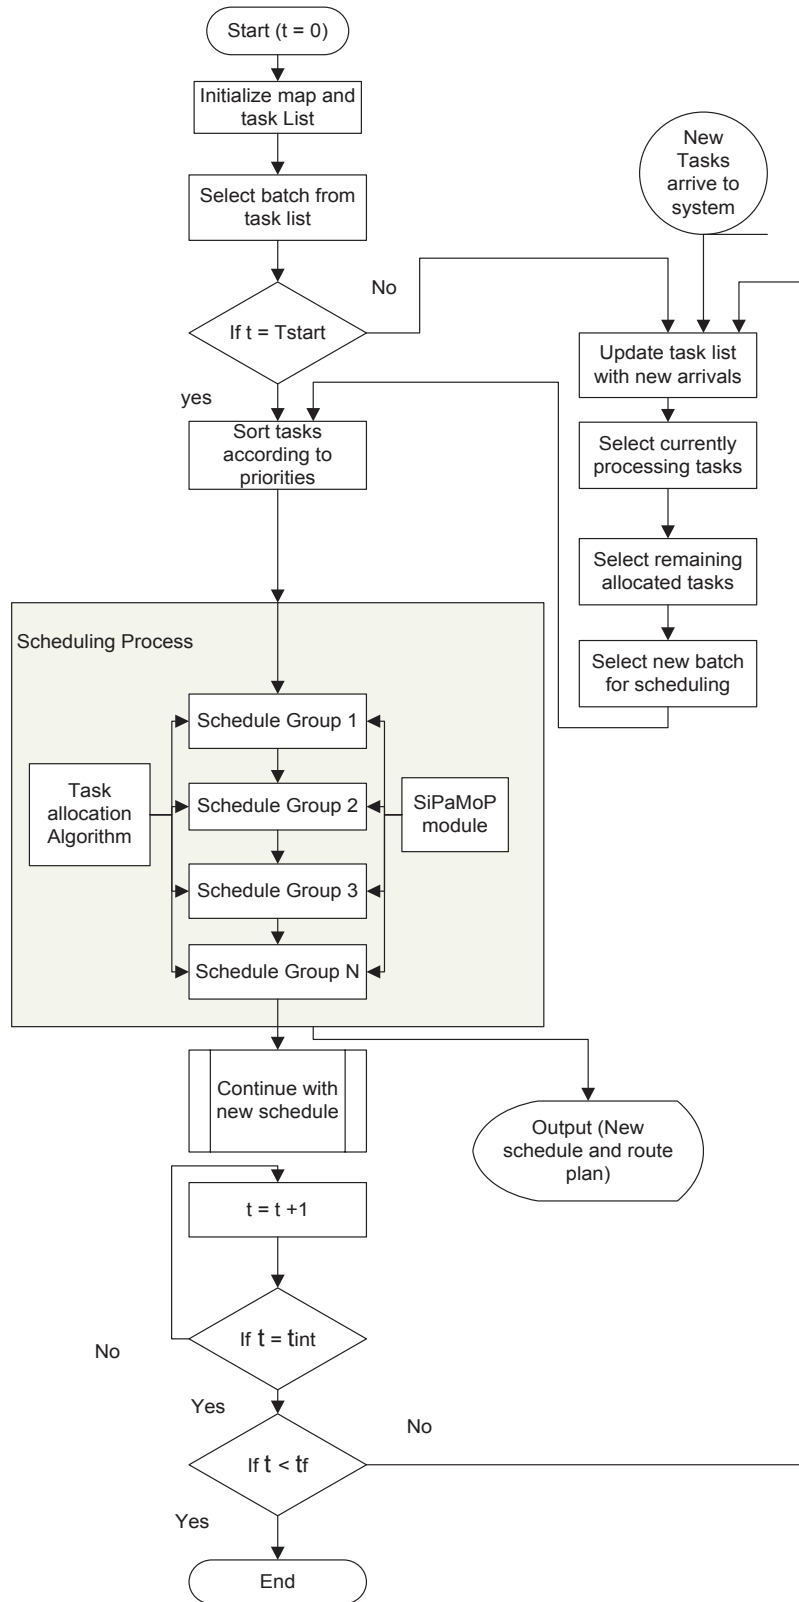 Start (t = 0)
Initialize map and
task List
Select batch from
task list
If t = Tstart
No
yes
New
Tasks
arrive to
system
Update task list
with new arrivals
Select currently
processing tasks
Select remaining
allocated tasks
Select new batch
for scheduling
Sort tasks
according to
priorities
Scheduling Process
Schedule Group 1
Schedule Group 2
Schedule Group 3
Schedule Group N
Task
allocation
Algorithm
SiPaMoP
module
Continue with
new schedule
Output (New
schedule and route
plan)
t = t +1
If t = tint
No
Yes
If t < tf
No
Yes
End